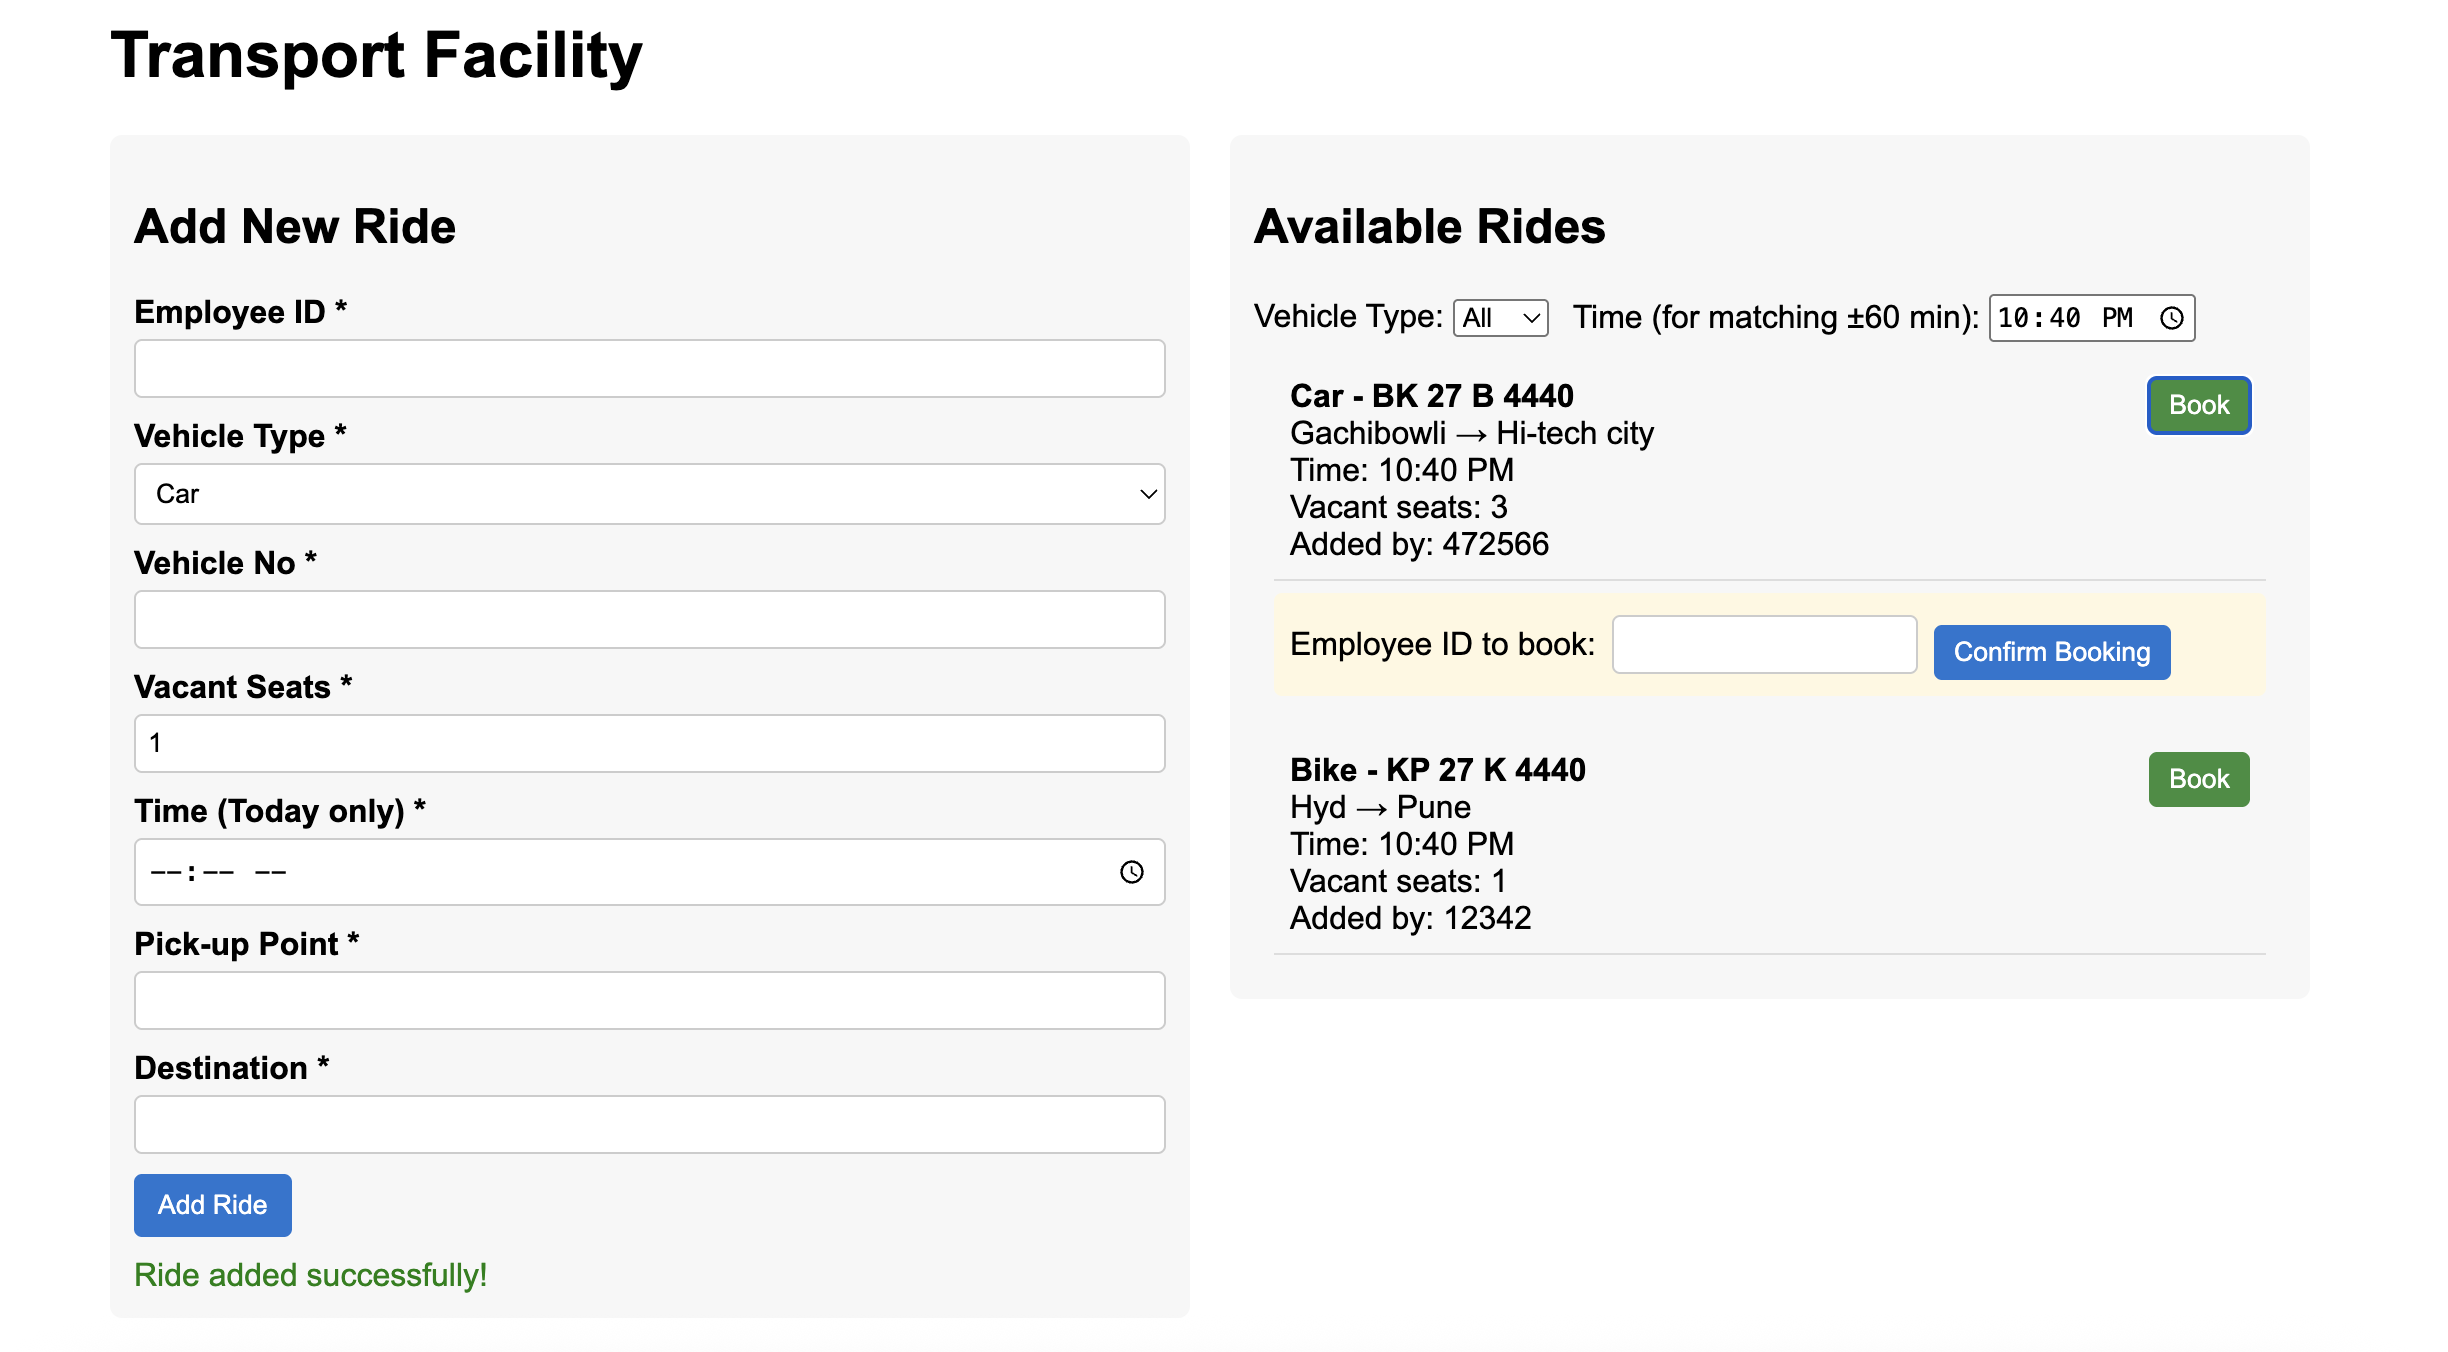 Transport Facility
Add New Ride
Employee ID *
Vehicle Type *
Car
Vehicle No *
Vacant Seats *
1
Time (Today only) *
--:-- --
Pick-up Point *
Destination *
Add Ride
Ride added successfully!
Available Rides
Vehicle Type: All Time (for matching ±60 min): 10:40 PM
Car - BK 27 B 4440
Book
Gachibowli → Hi-tech city
Time: 10:40 PM
Vacant seats: 3
Added by: 472566
Employee ID to book: Confirm Booking
Bike - KP 27 K 4440
Book
Hyd → Pune
Time: 10:40 PM
Vacant seats: 1
Added by: 12342